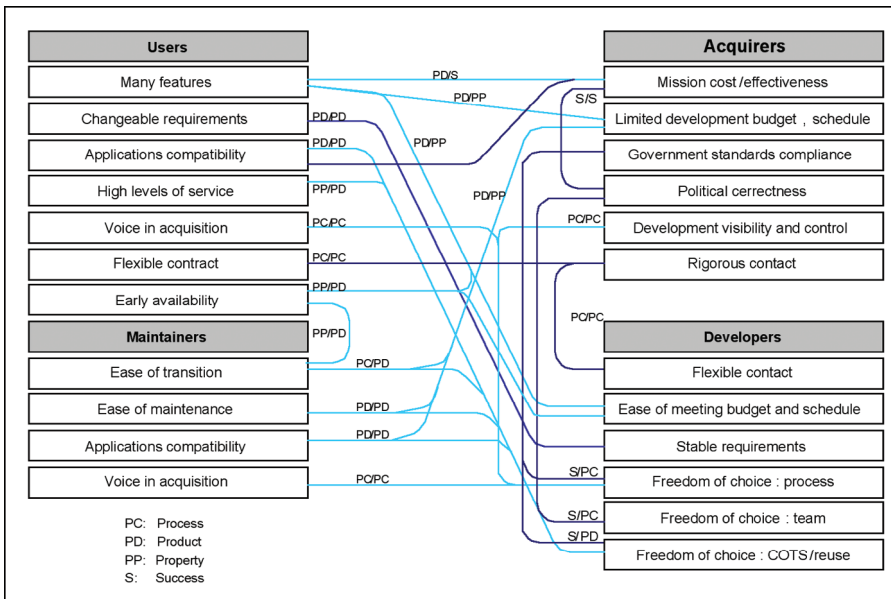 Users
Many features
Changeable requirements
Applications compatibility
High levels of service
Voice in acquisition
Flexible contract
Early availability
Maintainers
Ease of transition
Ease of maintenance
Applications compatibility
Voice in acquisition
PC: Process
PD: Product
PP: Property
S: Success
PD/S
PD/PP
S/S
PD/PD
PD/PD
PD/PP
PP/PD
PD/PP
PC/PC
PC/PC
PC/PC
PP/PD
PP/PD
PC/PC
PC/PD
PD/PD
PD/PD
PC/PC
S/PC
S/PC
S/PD
Acquirers
Mission cost/effectiveness
Limited development budget , schedule
Government standards compliance
Political cerrectness
Development visibility and control
Rigorous contact
Developers
Flexible contact
Ease of meeting budget and schedule
Stable requirements
Freedom of choice : process
Freedom of choice : team
Freedom of choice : COTS/reuse